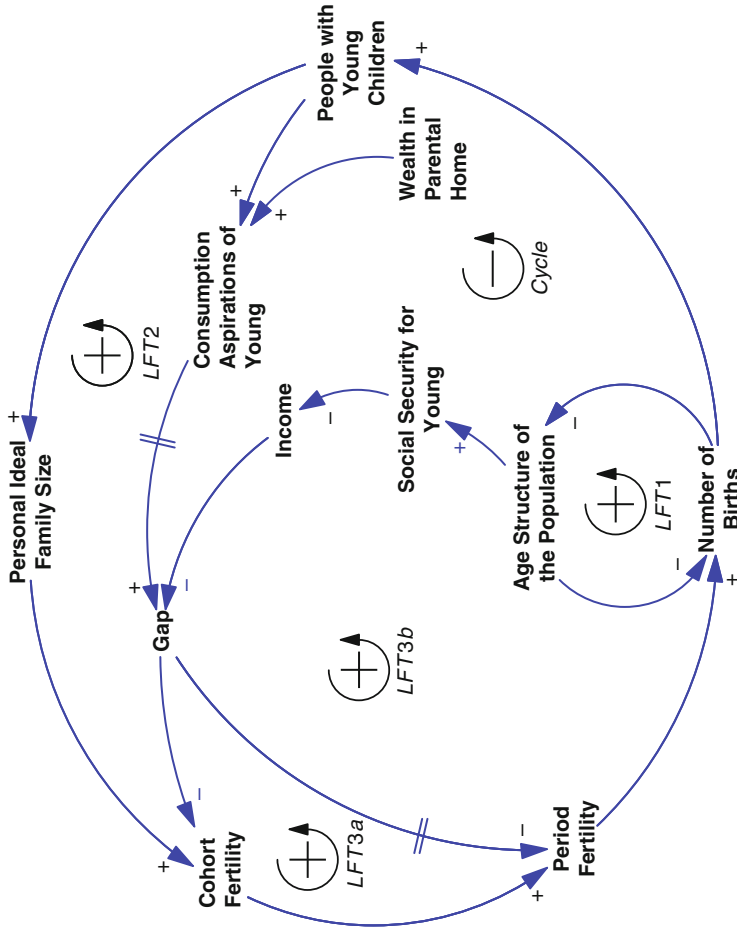 Personal Ideal
Family Size
+
LFT2
+
People with
Young
Children
+
+
+
Consumption
Aspirations of
Young
Wealth in
Parental
Home
Gap
+
–
Income
–
Social Security for
Young
+
–
Cycle
Cohort
Fertility
+
–
+
LFT3a
+
LFT3b
Age Structure of
the Population
–
+
LFT1
–
Period
Fertility
+
–
Number of
Births
+